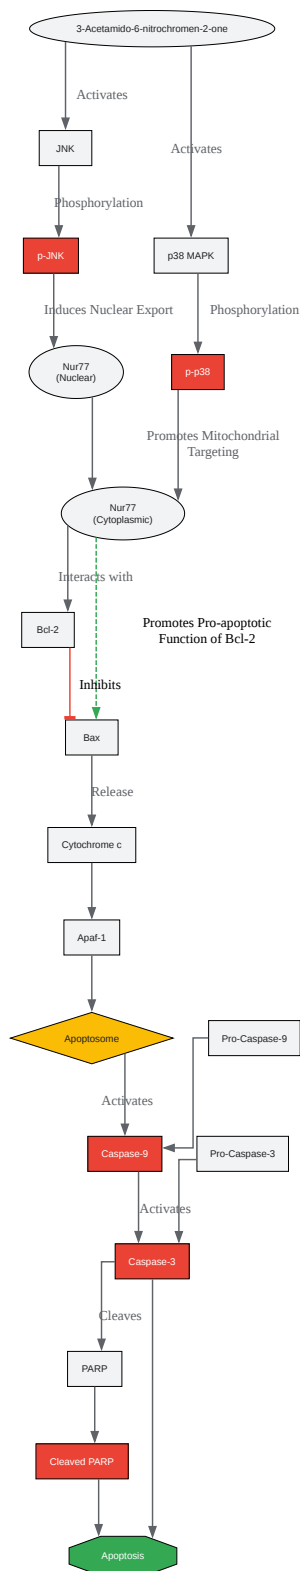 3-Acetamido-6-nitrochromen-2-one
Activates
Activates
JNK
Phosphorylation
p-JNK
p38 MAPK
Induces Nuclear Export
Phosphorylation
Nur77
(Nuclear)
p-p38
Promotes Mitochondrial
Targeting
Nur77
(Cytoplasmic)
Interacts with
Bcl-2
Promotes Pro-apoptotic
Function of Bcl-2
Inhibits
Bax
Release
Cytochrome c
Apaf-1
Apoptosome
Pro-Caspase-9
Activates
Caspase-9
Pro-Caspase-3
Activates
Caspase-3
Cleaves
PARP
Cleaved PARP
Apoptosis